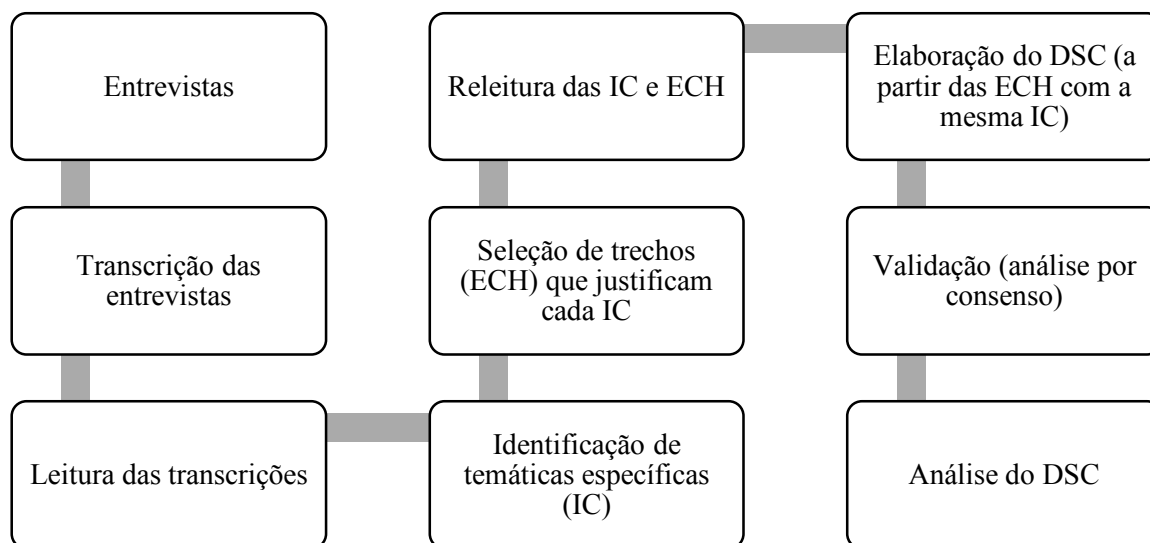 Entrevistas
Transcrição das
entrevistas
Leitura das transcrições
Identificação de
temáticas específicas
(IC)
Seleção de trechos
(ECH) que justificam
cada IC
Releitura das IC e ECH
Elaboração do DSC (a
partir das ECH com a
mesma IC)
Validação (análise por
consenso)
Análise do DSC